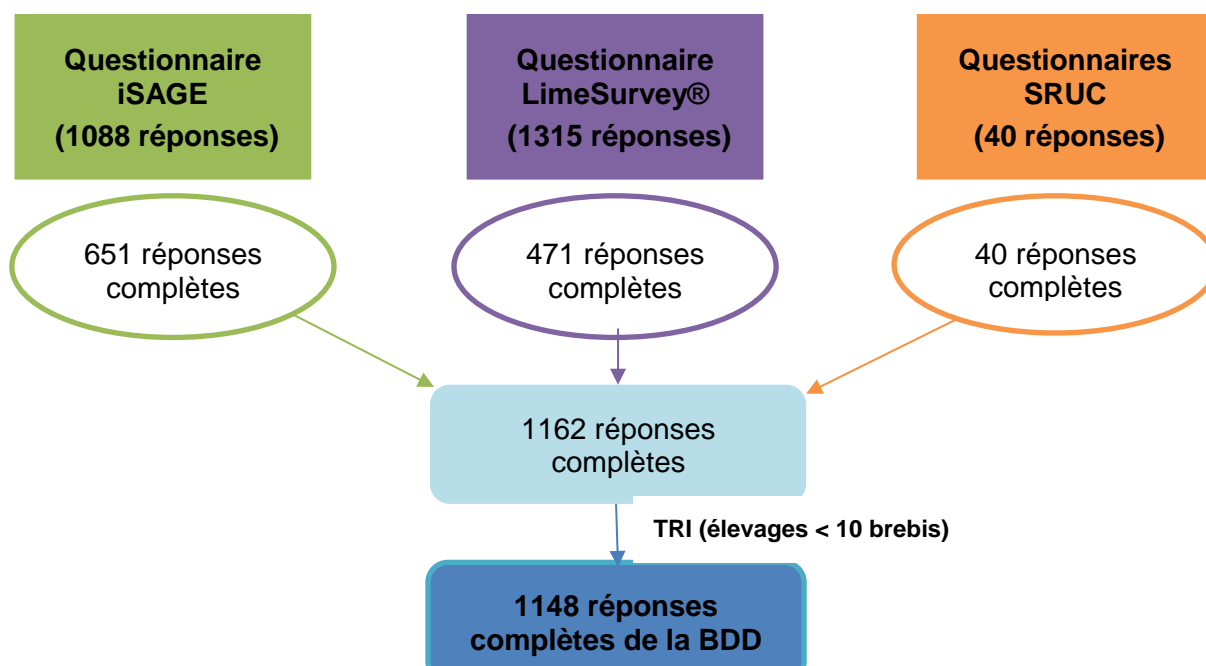 Questionnaire
iSAGE
(1088 réponses)
Questionnaire
LimeSurvey®
(1315 réponses)
Questionnaires
SRUC
(40 réponses)
651 réponses
complètes
471 réponses
complètes
40 réponses
complètes
1162 réponses
complètes
TRI (élevages < 10 brebis)
1148 réponses
complètes de la BDD